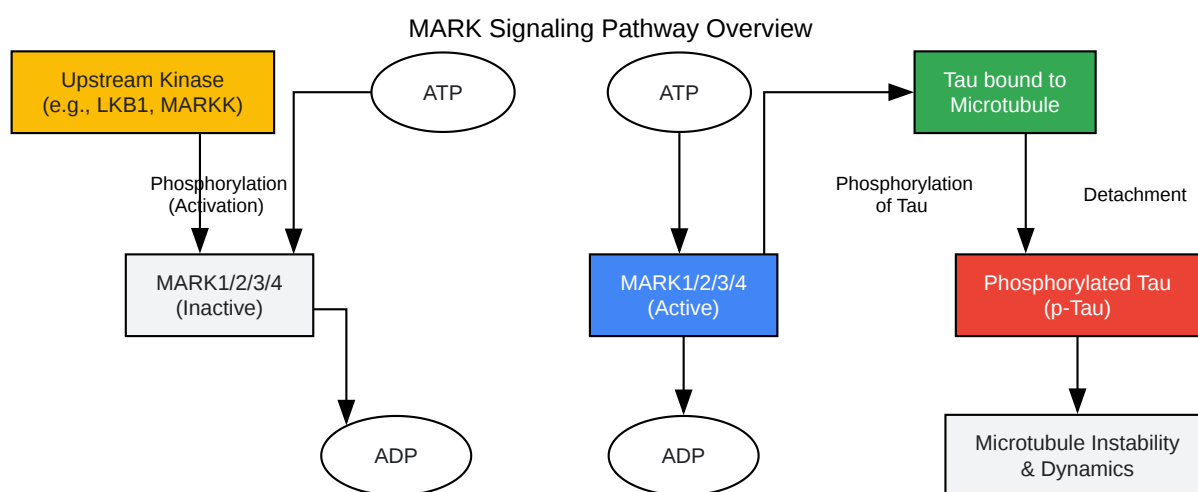 MARK Signaling Pathway Overview
Upstream Kinase
(e.g., LKB1, MARKK)
ATP
ATP
Tau bound to
Microtubule
Phosphorylation
(Activation)
Phosphorylation
of Tau
Detachment
MARK1/2/3/4
(Inactive)
MARK1/2/3/4
(Active)
Phosphorylated Tau
(p-Tau)
ADP
ADP
Microtubule Instability
& Dynamics